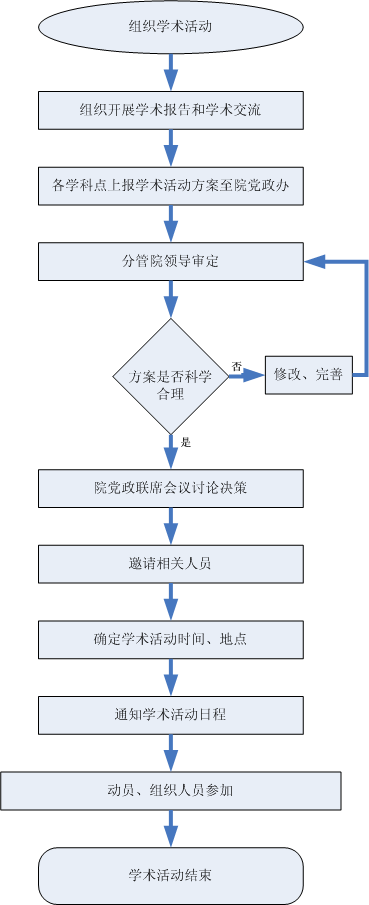 组织学术活动
组织开展学术报告和学术交流
各学科点上报学术活动方案至院党政办
分管院领导审定
方案是否科学
合理
否
修改、完善
是
院党政联席会议讨论决策
邀请相关人员
确定学术活动时间、地点
通知学术活动日程
动员、组织人员参加
学术活动结束